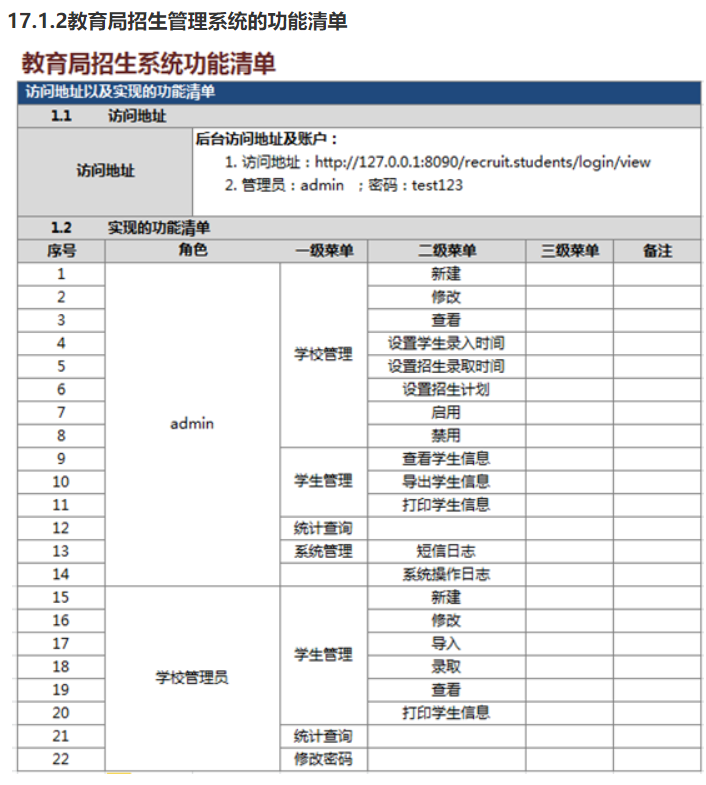 17.1.2教育局招生管理系统的功能清单
教育局招生系统功能清单
访问地址以及实现的功能清单
1.1 访问地址
访问地址
后台访问地址及账户：
1. 访问地址：http://127.0.0.1:8090/recruit.students/login/view
2. 管理员：admin ；密码：test123
1.2 实现的功能清单
序号 角色 一级菜单 二级菜单 三级菜单 备注
1 admin 学校管理 新建
2 修改
3 查看
4 设置学生录入时间
5 设置招生录取时间
6 设置招生计划
7 启用
8 禁用
9 学生管理 查看学生信息
10 导出学生信息
11 打印学生信息
12 统计查询
13 系统管理 短信日志
14 系统操作日志
15 学校管理员 学生管理 新建
16 修改
17 导入
18 录取
19 查看
20 打印学生信息
21 统计查询
22 修改密码